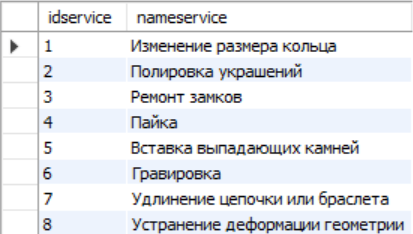 idservice nameservice
1 Изменение размера кольца
2 Полировка украшений
3 Ремонт замков
4 Пайка
5 Вставка выпадающих камней
6 Гравировка
7 Удлинение цепочки или браслета
8 Устранение деформации геометрии